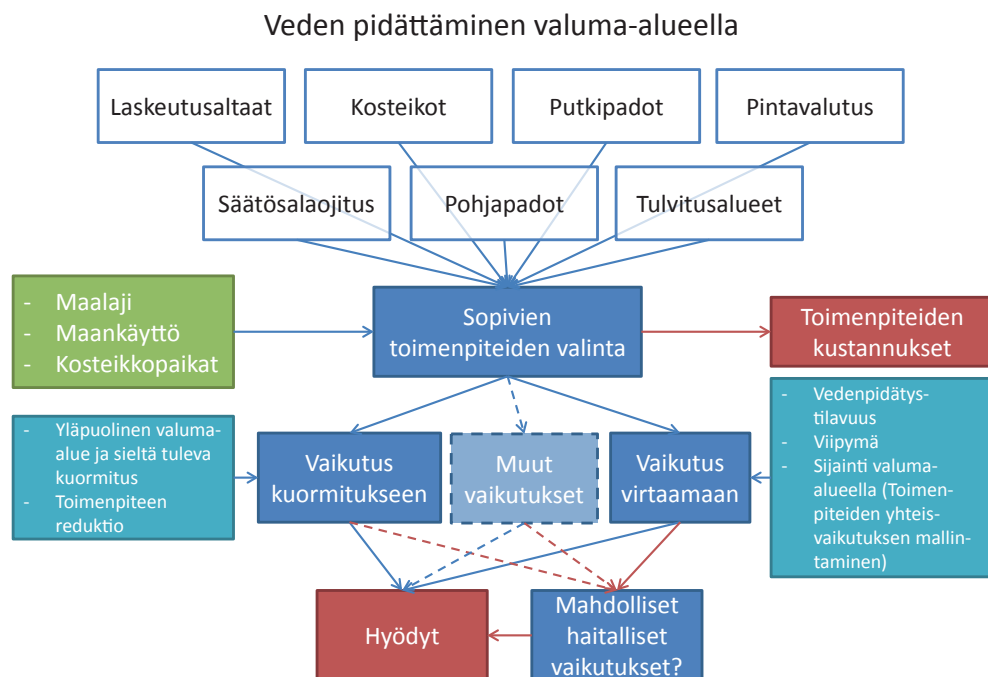 Veden pidättäminen valuma-alueella
Laskeutusaltaat
Kosteikot
Putkipadot
Pintavalutus
Säätösalaojitus
Pohjapadot
Tulvitusalueet
- Maalaji
- Maankäyttö
- Kosteikkopaikat
Sopivien
toimenpiteiden valinta
Toimenpiteiden
kustannukset
- Yläpuolinen valuma-
alue ja sieltä tuleva
kuormitus
- Toimenpiteen
reduktio
Vaikutus
kuormitukseen
Muut
vaikutukset
Vaikutus
virtaamaan
- Vedenpidätys-
tilavuus
- Viipymä
- Sijainti valuma-
alueella (Toimen-
piteiden yhteis-
vaikutuksen mallin-
taminen)
Hyödyt
Mahdolliset
haitalliset
vaikutukset?